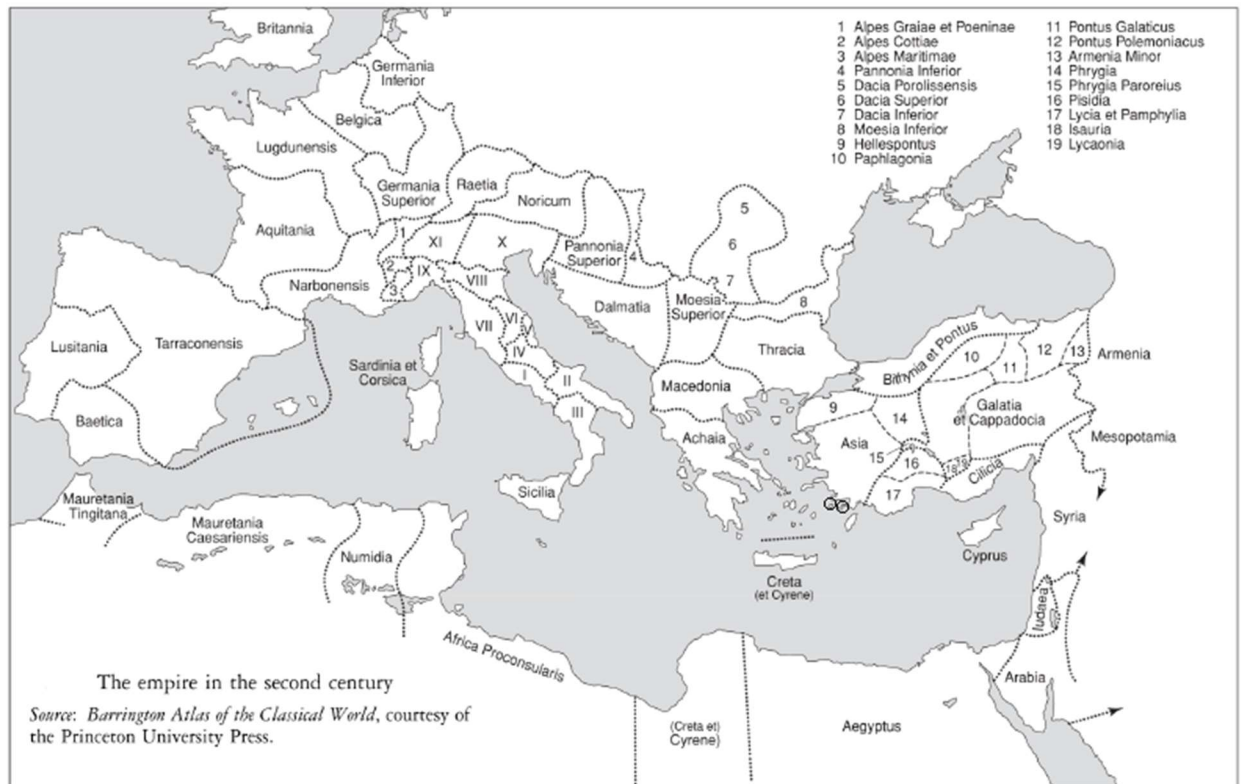 1 Alpes Graiae et Poeninae
2 Alpes Cottiae
3 Alpes Maritimae
4 Pannonia Inferior
5 Dacia Porolissensis
6 Dacia Superior
7 Dacia Inferior
8 Moesia Inferior
9 Hellespontus
10 Paphlagonia
11 Pontus Galaticus
12 Pontus Polemoniacus
13 Armenia Minor
14 Phrygia
15 Phrygia Paroreius
16 Pisidia
17 Lycia et Pamphylia
18 Isauria
19 Lycaonia
Britannia
Germania
Inferior
Belgica
Lugdunensis
Germania
Superior
Raetia
Noricum
Aquitania
1
XI
X
Pannonia
Superior
4
5
6
7
8
2
IX
3
VIII
Narbonensis
Dalmatia
Moesia
Superior
VII
VI
V
IV
I
II
III
Lusitania
Tarraconensis
Baetica
Sardinia et
Corsica
Thracia
Macedonia
Achaia
Bithynia et Pontus
10
11
12
13
Armenia
9
14
Galatia
et Cappadocia
Asia
15
16
17
18
19
Cilicia
Mesopotamia
Syria
Cyprus
Mauretania
Tingitana
Mauretania
Caesariensis
Numidia
Sicilia
Creta
(et Cyrene)
Iudaea
Africa Proconsularis
Arabia
(Creta et)
Cyrene)
Aegyptus
The empire in the second century
Source: Barrington Atlas of the Classical World, courtesy of
the Princeton University Press.